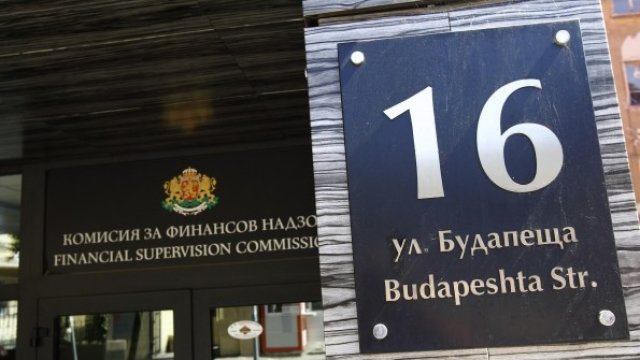 КОМИСИЯ ЗА ФИНАНСОВ НАДЗО
FINANCIAL SUPERVISION COMMISSI
16
ул. Будапеща
Budapeshta Str.